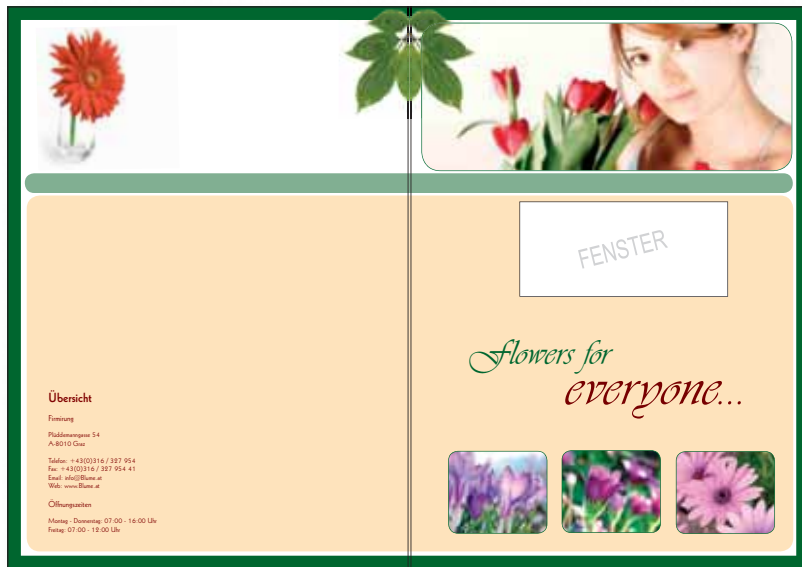 FENSTER
Flowers for
everyone...
Übersicht
Firmirung
Plüddemanngasse 54
A-8010 Graz
Telefon: +43(0)316 / 327 954
Fax: +43(0)316 / 327 954 41
Email: info@Blume.at
Web: www.Blume.at
Öffnungszeiten
Montag - Donnerstag: 07:00 - 16:00 Uhr
Freitag: 07:00 - 12:00 Uhr